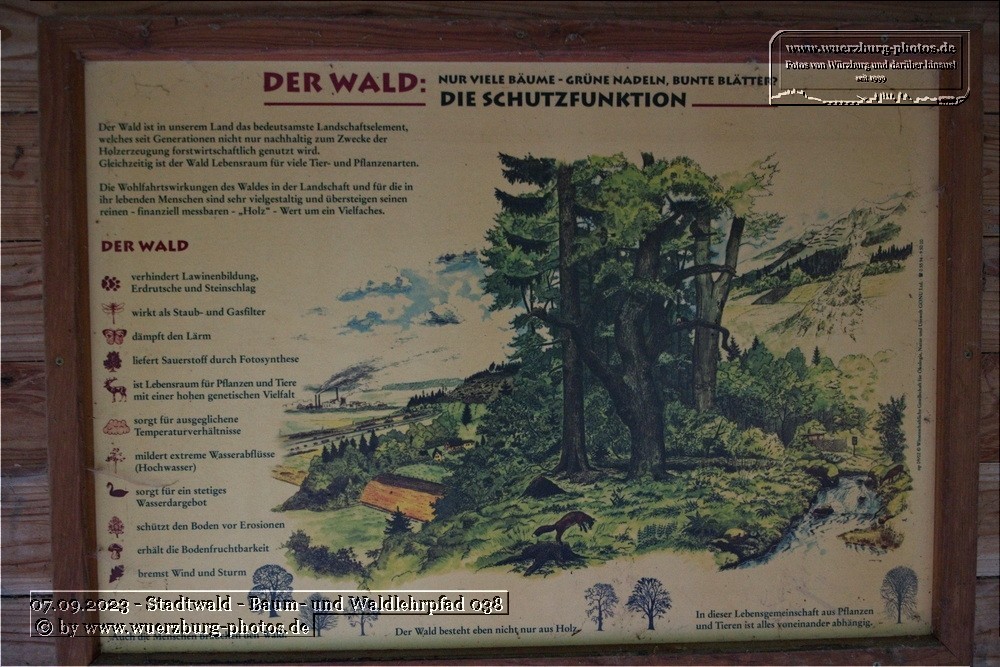 www.wuerzburg-photos.de
Fotos von Würzburg und darüber hinaus!
seit 1999
DER WALD:
NUR VIELE BÄUME - GRÜNE NADELN, BUNTE BLÄTTER?
DIE SCHUTZFUNKTION
Der Wald ist in unserem Land das bedeutsamste Landschaftselement,
welches seit Generationen nicht nur nachhaltig zum Zwecke der
Holzerzeugung forstwirtschaftlich genutzt wird.
Gleichzeitig ist der Wald Lebensraum für viele Tier- und Pflanzenarten.
Die Wohlfahrtswirkungen des Waldes in der Landschaft und für die in
ihr lebenden Menschen sind sehr vielgestaltig und übersteigen seinen
reinen - finanziell messbaren - „Holz" - Wert um ein Vielfaches.
DER WALD
verhindert Lawinenbildung,
Erdrutsche und Steinschlag
wirkt als Staub- und Gasfilter
dämpft den Lärm
liefert Sauerstoff durch Fotosynthese
ist Lebensraum für Pflanzen und Tiere
mit einer hohen genetischen Vielfalt
sorgt für ausgeglichene
Temperaturverhältnisse
mildert extreme Wasserabflüsse
(Hochwasser)
sorgt für ein stetiges
Wasserdargebot
schützt den Boden vor Erosionen
erhält die Bodenfruchtbarkeit
bremst Wind und Sturm
07.09.2023 - Stadtwald - Baum- und Waldlehrpfad 038
© by www.wuerzburg-photos.de
Auch die Menschen
Der Wald besteht eben nicht nur aus Holz.
In dieser Lebensgemeinschaft aus Pflanzen
und Tieren ist alles voneinander abhängig.